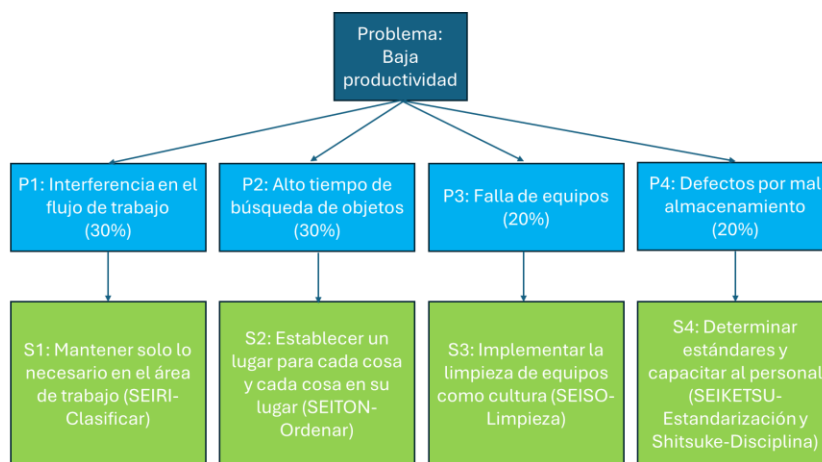 Problema:
Baja
productividad
P1: Interferencia en el
flujo de trabajo
(30%)
P2: Alto tiempo de
búsqueda de objetos
(30%)
P3: Falla de equipos
(20%)
P4: Defectos por mal
almacenamiento
(20%)
S1: Mantener solo lo
necesario en el área
de trabajo (SEIRI-
Clasificar)
S2: Establecer un
lugar para cada cosa
y cada cosa en su
lugar (SEITON-
Ordenar)
S3: Implementar la
limpieza de equipos
como cultura (SEISO-
Limpieza)
S4: Determinar
estándares y
capacitar al personal
(SEIKETSU-
Estandarización y
Shitsuke-Disciplina)